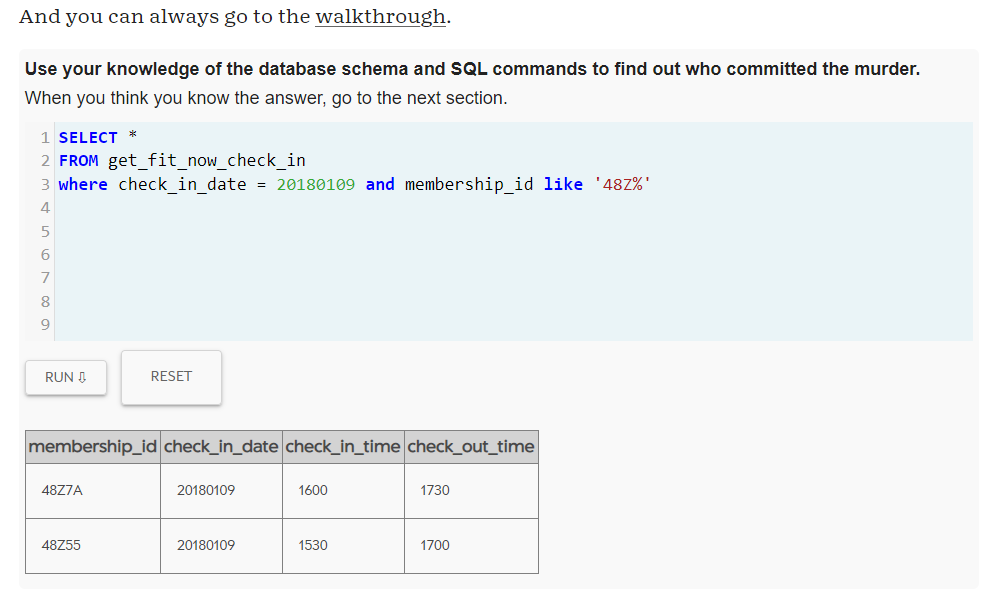 And you can always go to the walkthrough.
Use your knowledge of the database schema and SQL commands to find out who committed the murder.
When you think you know the answer, go to the next section.
1 SELECT *
2 FROM get_fit_now_check_in
3 where check_in_date = 20180109 and membership_id like '48Z%'
4
5
6
7
8
9
RUN ⇩ RESET
membership_id check_in_date check_in_time check_out_time
48Z7A 20180109 1600 1730
48Z55 20180109 1530 1700